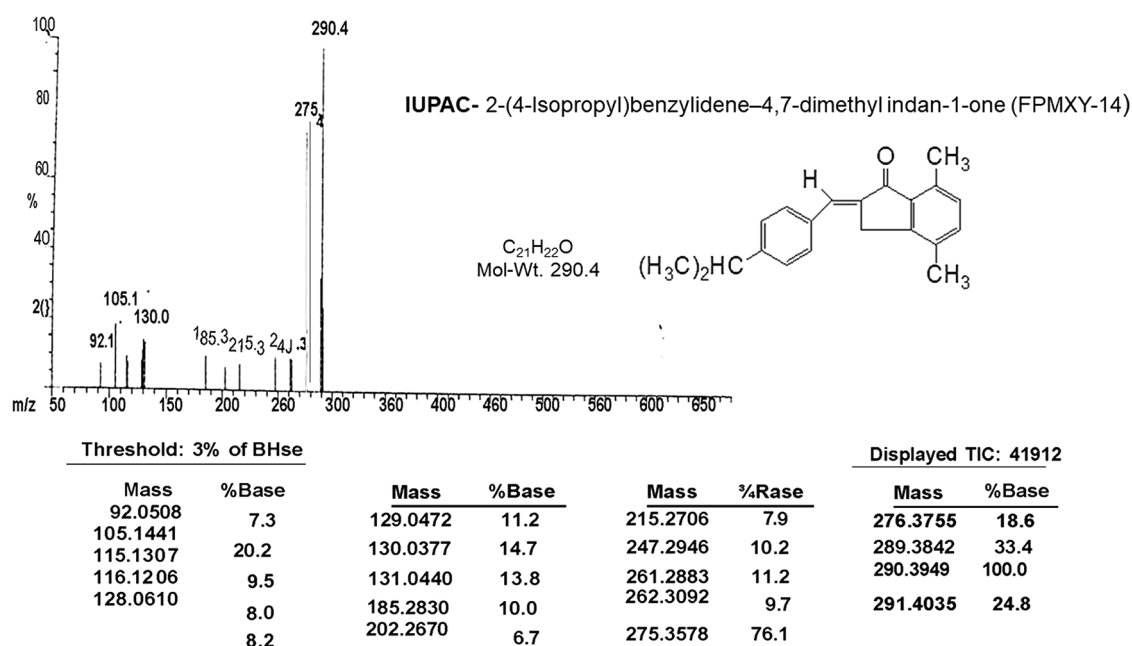 100
80
60
%
40
2(}
m/z
50 100 150 200 260 300 350 400 460 500 560 600 650
290.4
275.4
105.1
92.1
130.0
185.3
215.3
24J .3
IUPAC- 2-(4-Isopropyl)benzylidene–4,7-dimethyl indan-1-one (FPMXY-14)
C21H22O
Mol-Wt. 290.4
O
CH3
H
(H3C)2HC
CH3
Threshold: 3% of BHse
Mass %Base
92.0508 7.3
105.1441 20.2
115.1307 9.5
116.1206 8.0
128.0610 8.2
Mass %Base
129.0472 11.2
130.0377 14.7
131.0440 13.8
185.2830 10.0
202.2670 6.7
Mass ¾Rase
215.2706 7.9
247.2946 10.2
261.2883 11.2
262.3092 9.7
275.3578 76.1
Displayed TIC: 41912
Mass %Base
276.3755 18.6
289.3842 33.4
290.3949 100.0
291.4035 24.8